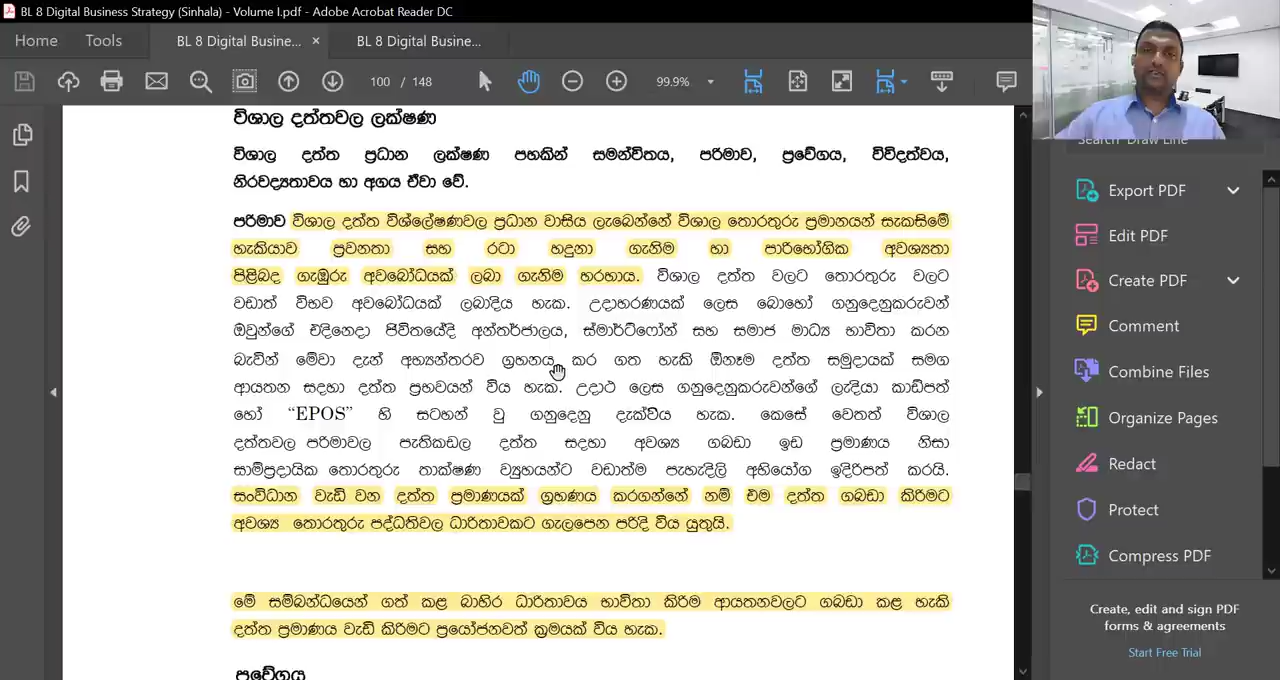 BL 8 Digital Business Strategy (Sinhala) - Volume I.pdf - Adobe Acrobat Reader DC
Home Tools BL 8 Digital Busine... × BL 8 Digital Busine...
100 / 148 99.9%
විශාල දත්තවල ලක්ෂණ
විශාල දත්ත ප්‍රධාන ලක්ෂණ පහකින් සමන්විතය, පරිමාව, ප්‍රවේගය, විවිදත්වය,
නිරවද්‍යතාවය හා අගය ඒවා වේ.
පරිමාව විශාල දත්ත විශ්ලේෂණවල ප්‍රධාන වාසිය ලැබෙන්නේ විශාල තොරතුරු ප්‍රමානයන් සැකසිමේ
හැකියාව ප්‍රවනතා සහ රටා හඳුනා ගැනිම හා පාරිභෝගික අවශ්‍යතා
පිළිබද ගැඹුරු අවබෝධයක් ලබා ගැනිම හරහාය. විශාල දත්ත වලට තොරතුරු වලට
වඩාත් විභව අවබෝධයක් ලබාදිය හැක. උදාහරණයක් ලෙස බොහෝ ගනුදෙනුකරුවන්
ඔවුන්ගේ එදිනෙදා ජිවිතයේදි අන්තර්ජාලය, ස්මාර්ට්ෆෝන් සහ සමාජ මාධ්‍ය භාවිතා කරන
බැවින් මේවා දැන් අභ්‍යන්තරව ග්‍රහනය කර ගත හැකි ඕනෑම දත්ත සමුදායක් සමග
ආයතන සදහා දත්ත ප්‍රභවයන් විය හැක. උදාඨ ලෙස ගනුදෙනුකරුවන්ගේ ලැදියා කාඩ්පත්
හෝ “EPOS” හි සටහන් වු ගනුදෙනු දැක්විය හැක. කෙසේ වෙතත් විශාල
දත්තවල පරිමාවල පැතිකඩල දත්ත සදහා අවශ්‍ය ගබඩා ඉඩ ප්‍රමාණය හිසා
සාම්ප්‍රදායික තොරතුරු තාක්ෂණ ව්‍යුහයන්ට වඩාත්ම පැහැදිලි අභියෝග ඉදිරිපත් කරයි.
සංවිධාන වැඩි වන දත්ත ප්‍රමාණයක් ග්‍රහණය කරගන්නේ නම් එම දත්ත ගබඩා කිරිමට
අවශ්‍ය තොරතුරු පද්ධතිවල ධාරිතාවකට ගැලපෙන පරිදි විය යුතුයි.
මේ සම්බන්ධයෙන් ගත් කළ බාහිර ධාරිතාවය භාවිතා කිරිම ආයතනවලට ගබඩා කළ හැකි
දත්ත ප්‍රමාණය වැඩි කිරිමට ප්‍රයෝජනවත් ක්‍රමයක් විය හැක.
ප්‍රවේගය
Search 'Draw Line'
Export PDF
Edit PDF
Create PDF
Comment
Combine Files
Organize Pages
Redact
Protect
Compress PDF
Create, edit and sign PDF
forms & agreements
Start Free Trial